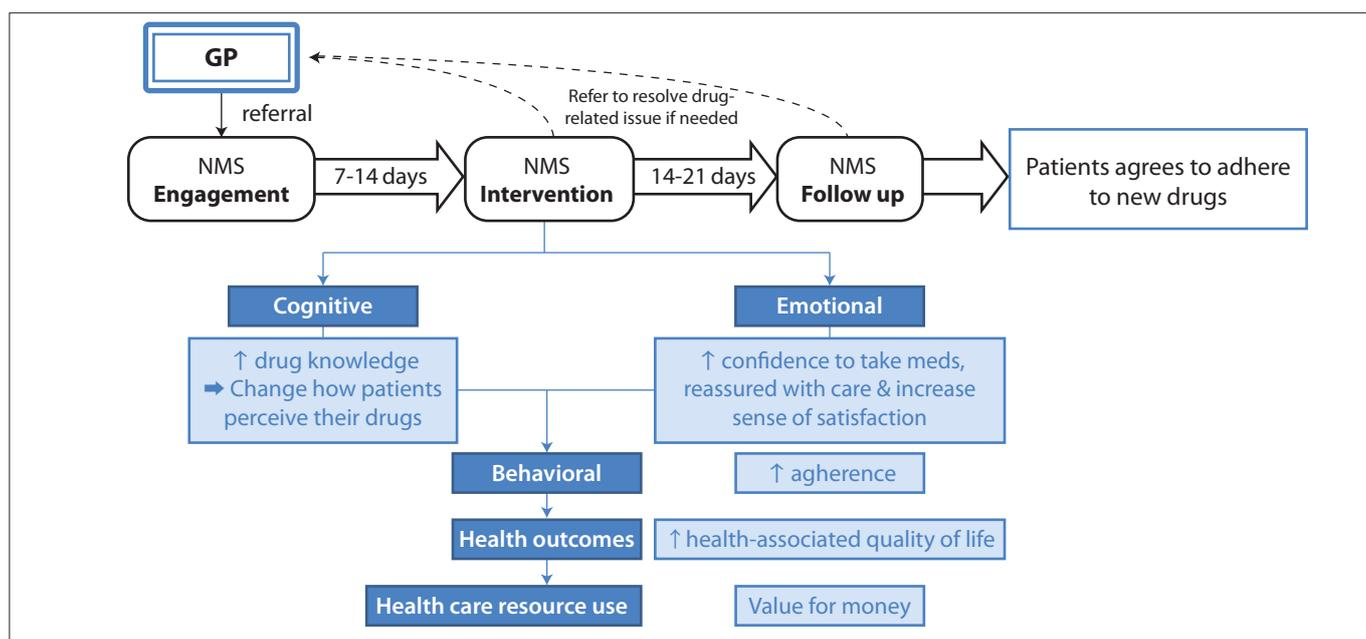 GP
referral
Refer to resolve drug-
related issue if needed
NMS
Engagement
7-14 days
NMS
Intervention
14-21 days
NMS
Follow up
Patients agrees to adhere
to new drugs
Cognitive
Emotional
↑ drug knowledge
➡ Change how patients
perceive their drugs
↑ confidence to take meds,
reassured with care & increase
sense of satisfaction
Behavioral
↑ agherence
Health outcomes
↑ health-associated quality of life
Health care resource use
Value for money